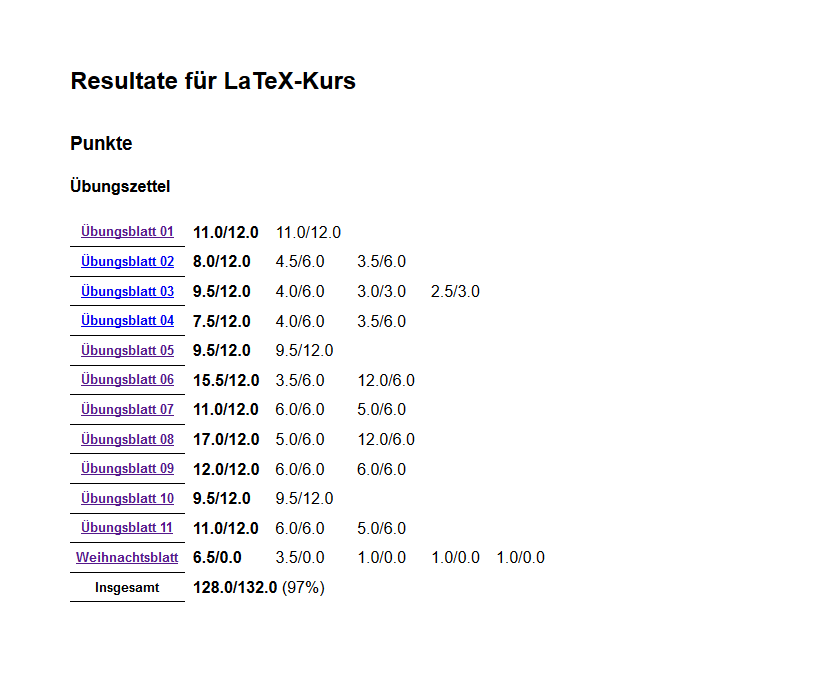 Resultate für LaTeX-Kurs
Punkte
Übungszettel
Übungsblatt 01 11.0/12.0 11.0/12.0
Übungsblatt 02 8.0/12.0 4.5/6.0 3.5/6.0
Übungsblatt 03 9.5/12.0 4.0/6.0 3.0/3.0 2.5/3.0
Übungsblatt 04 7.5/12.0 4.0/6.0 3.5/6.0
Übungsblatt 05 9.5/12.0 9.5/12.0
Übungsblatt 06 15.5/12.0 3.5/6.0 12.0/6.0
Übungsblatt 07 11.0/12.0 6.0/6.0 5.0/6.0
Übungsblatt 08 17.0/12.0 5.0/6.0 12.0/6.0
Übungsblatt 09 12.0/12.0 6.0/6.0 6.0/6.0
Übungsblatt 10 9.5/12.0 9.5/12.0
Übungsblatt 11 11.0/12.0 6.0/6.0 5.0/6.0
Weihnachtsblatt 6.5/0.0 3.5/0.0 1.0/0.0 1.0/0.0 1.0/0.0
Insgesamt 128.0/132.0 (97%)